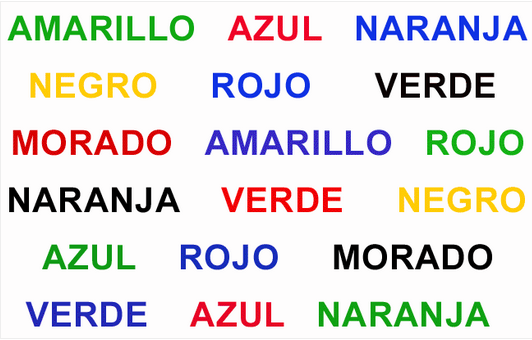 AMARILLO AZUL NARANJA
NEGRO ROJO VERDE
MORADO AMARILLO ROJO
NARANJA VERDE NEGRO
AZUL ROJO MORADO
VERDE AZUL NARANJA